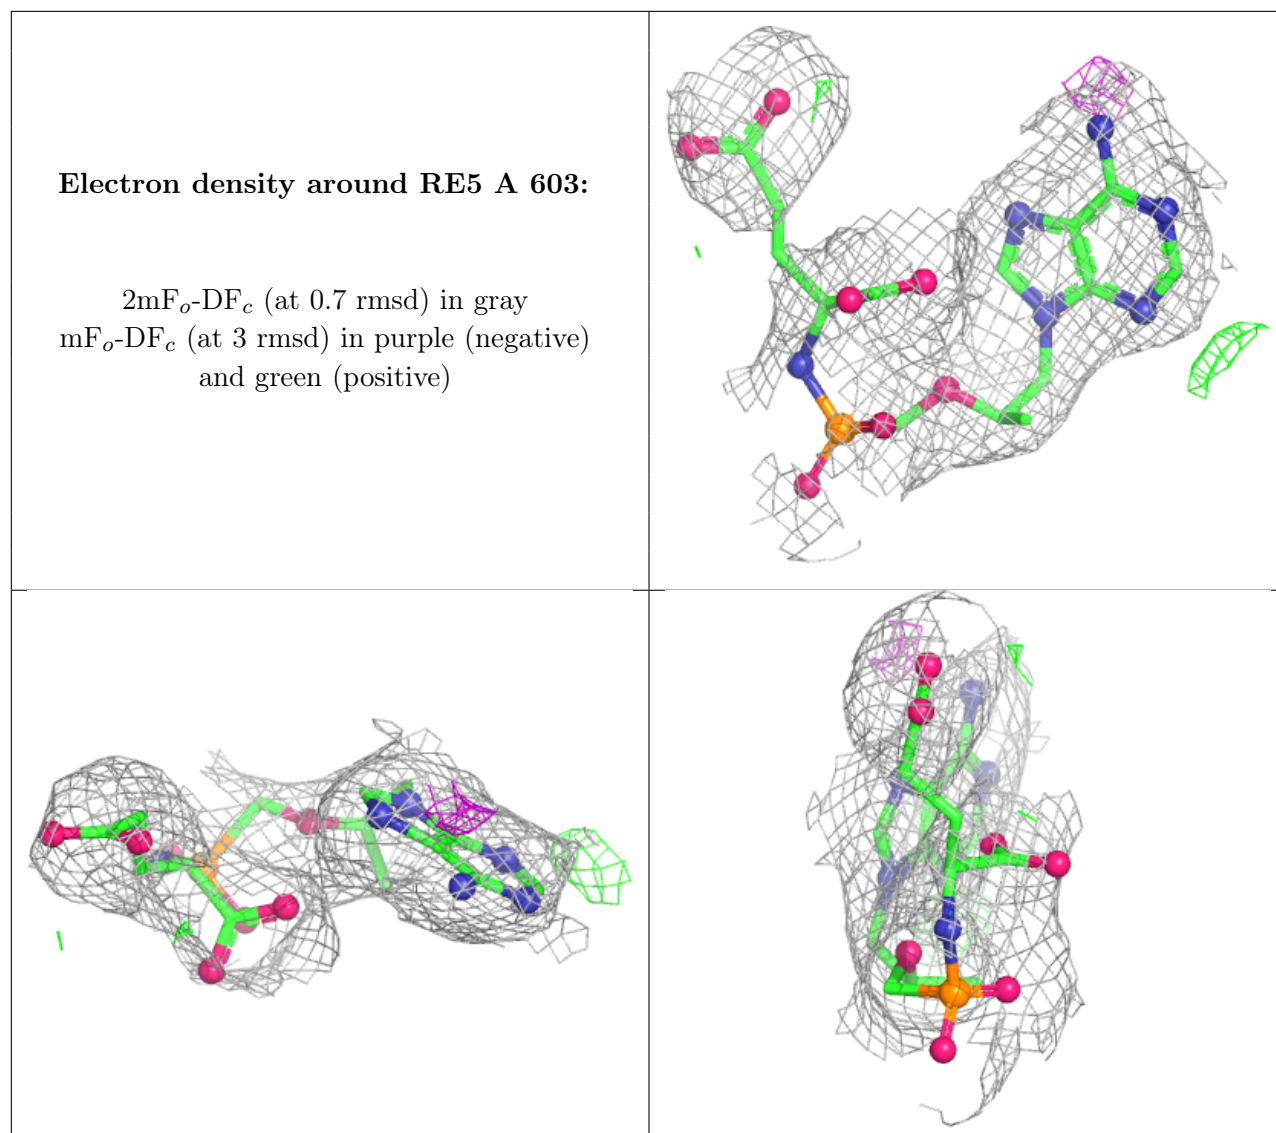 Electron density around RE5 A 603:
2mFo-DFc (at 0.7 rmsd) in gray
mFo-DFc (at 3 rmsd) in purple (negative)
and green (positive)